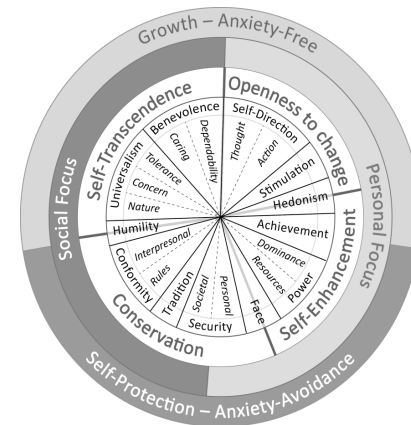 Growth – Anxiety-Free
Social Focus
Personal Focus
Self-Protection – Anxiety-Avoidance
Self-Transcendence
Openness to change
Self-Enhancement
Conservation
Benevolence
Dependability
Caring
Universalism
Tolerance
Concern
Nature
Humility
Conformity
Interpresonal
Rules
Tradition
Security
Societal
Personal
Face
Power
Resources
Dominance
Achievement
Hedonism
Stimulation
Self-Direction
Action
Thought